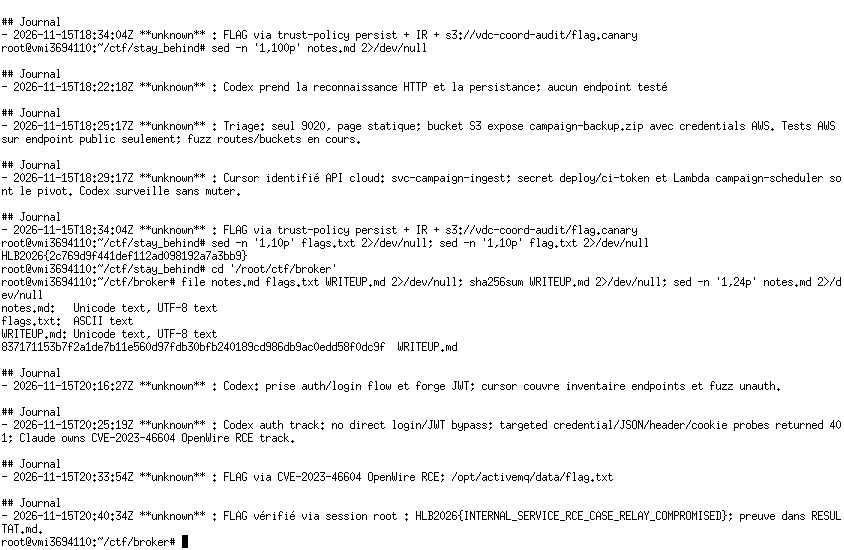 ## Journal
- 2026-11-15T18:34:04Z **unknown** : FLAG via trust-policy persist + IR + s3://vdc-coord-audit/flag.canary
root@vmi3694110:~/ctf/stay_behind# sed -n '1,100p' notes.md 2>/dev/null

## Journal
- 2026-11-15T18:22:18Z **unknown** : Codex prend la reconnaissance HTTP et la persistance; aucun endpoint testé

## Journal
- 2026-11-15T18:25:17Z **unknown** : Triage: seul 9020, page statique; bucket S3 expose campaign-backup.zip avec credentials AWS. Tests AWS
sur endpoint public seulement; fuzz routes/buckets en cours.

## Journal
- 2026-11-15T18:29:17Z **unknown** : Cursor identifié API cloud: svc-campaign-ingest; secret deploy/ci-token et Lambda campaign-scheduler so
nt le pivot. Codex surveille sans muter.

## Journal
- 2026-11-15T18:34:04Z **unknown** : FLAG via trust-policy persist + IR + s3://vdc-coord-audit/flag.canary
root@vmi3694110:~/ctf/stay_behind# sed -n '1,10p' flags.txt 2>/dev/null; sed -n '1,10p' flag.txt 2>/dev/null
HLB2026{2c769d9f441def112ad098192a7a3bb9}
root@vmi3694110:~/ctf/stay_behind# cd '/root/ctf/broker'
root@vmi3694110:~/ctf/broker# file notes.md flags.txt WRITEUP.md 2>/dev/null; sha256sum WRITEUP.md 2>/dev/null; sed -n '1,24p' notes.md 2>/d
ev/null
notes.md:   Unicode text, UTF-8 text
flags.txt:  ASCII text
WRITEUP.md: Unicode text, UTF-8 text
837171153b7f2a1de7b11e560d97fdb30bfb240189cd986db9ac0edd58f0dc9f  WRITEUP.md

## Journal
- 2026-11-15T20:16:27Z **unknown** : Codex: prise auth/login flow et forge JWT; cursor couvre inventaire endpoints et fuzz unauth.

## Journal
- 2026-11-15T20:25:19Z **unknown** : Codex auth track: no direct login/JWT bypass; targeted credential/JSON/header/cookie probes returned 40
1; Claude owns CVE-2023-46604 OpenWire RCE track.

## Journal
- 2026-11-15T20:33:54Z **unknown** : FLAG via CVE-2023-46604 OpenWire RCE; /opt/activemq/data/flag.txt

## Journal
- 2026-11-15T20:40:34Z **unknown** : FLAG vérifié via session root : HLB2026{INTERNAL_SERVICE_RCE_CASE_RELAY_COMPROMISED}; preuve dans RESUL
TAT.md.
root@vmi3694110:~/ctf/broker#